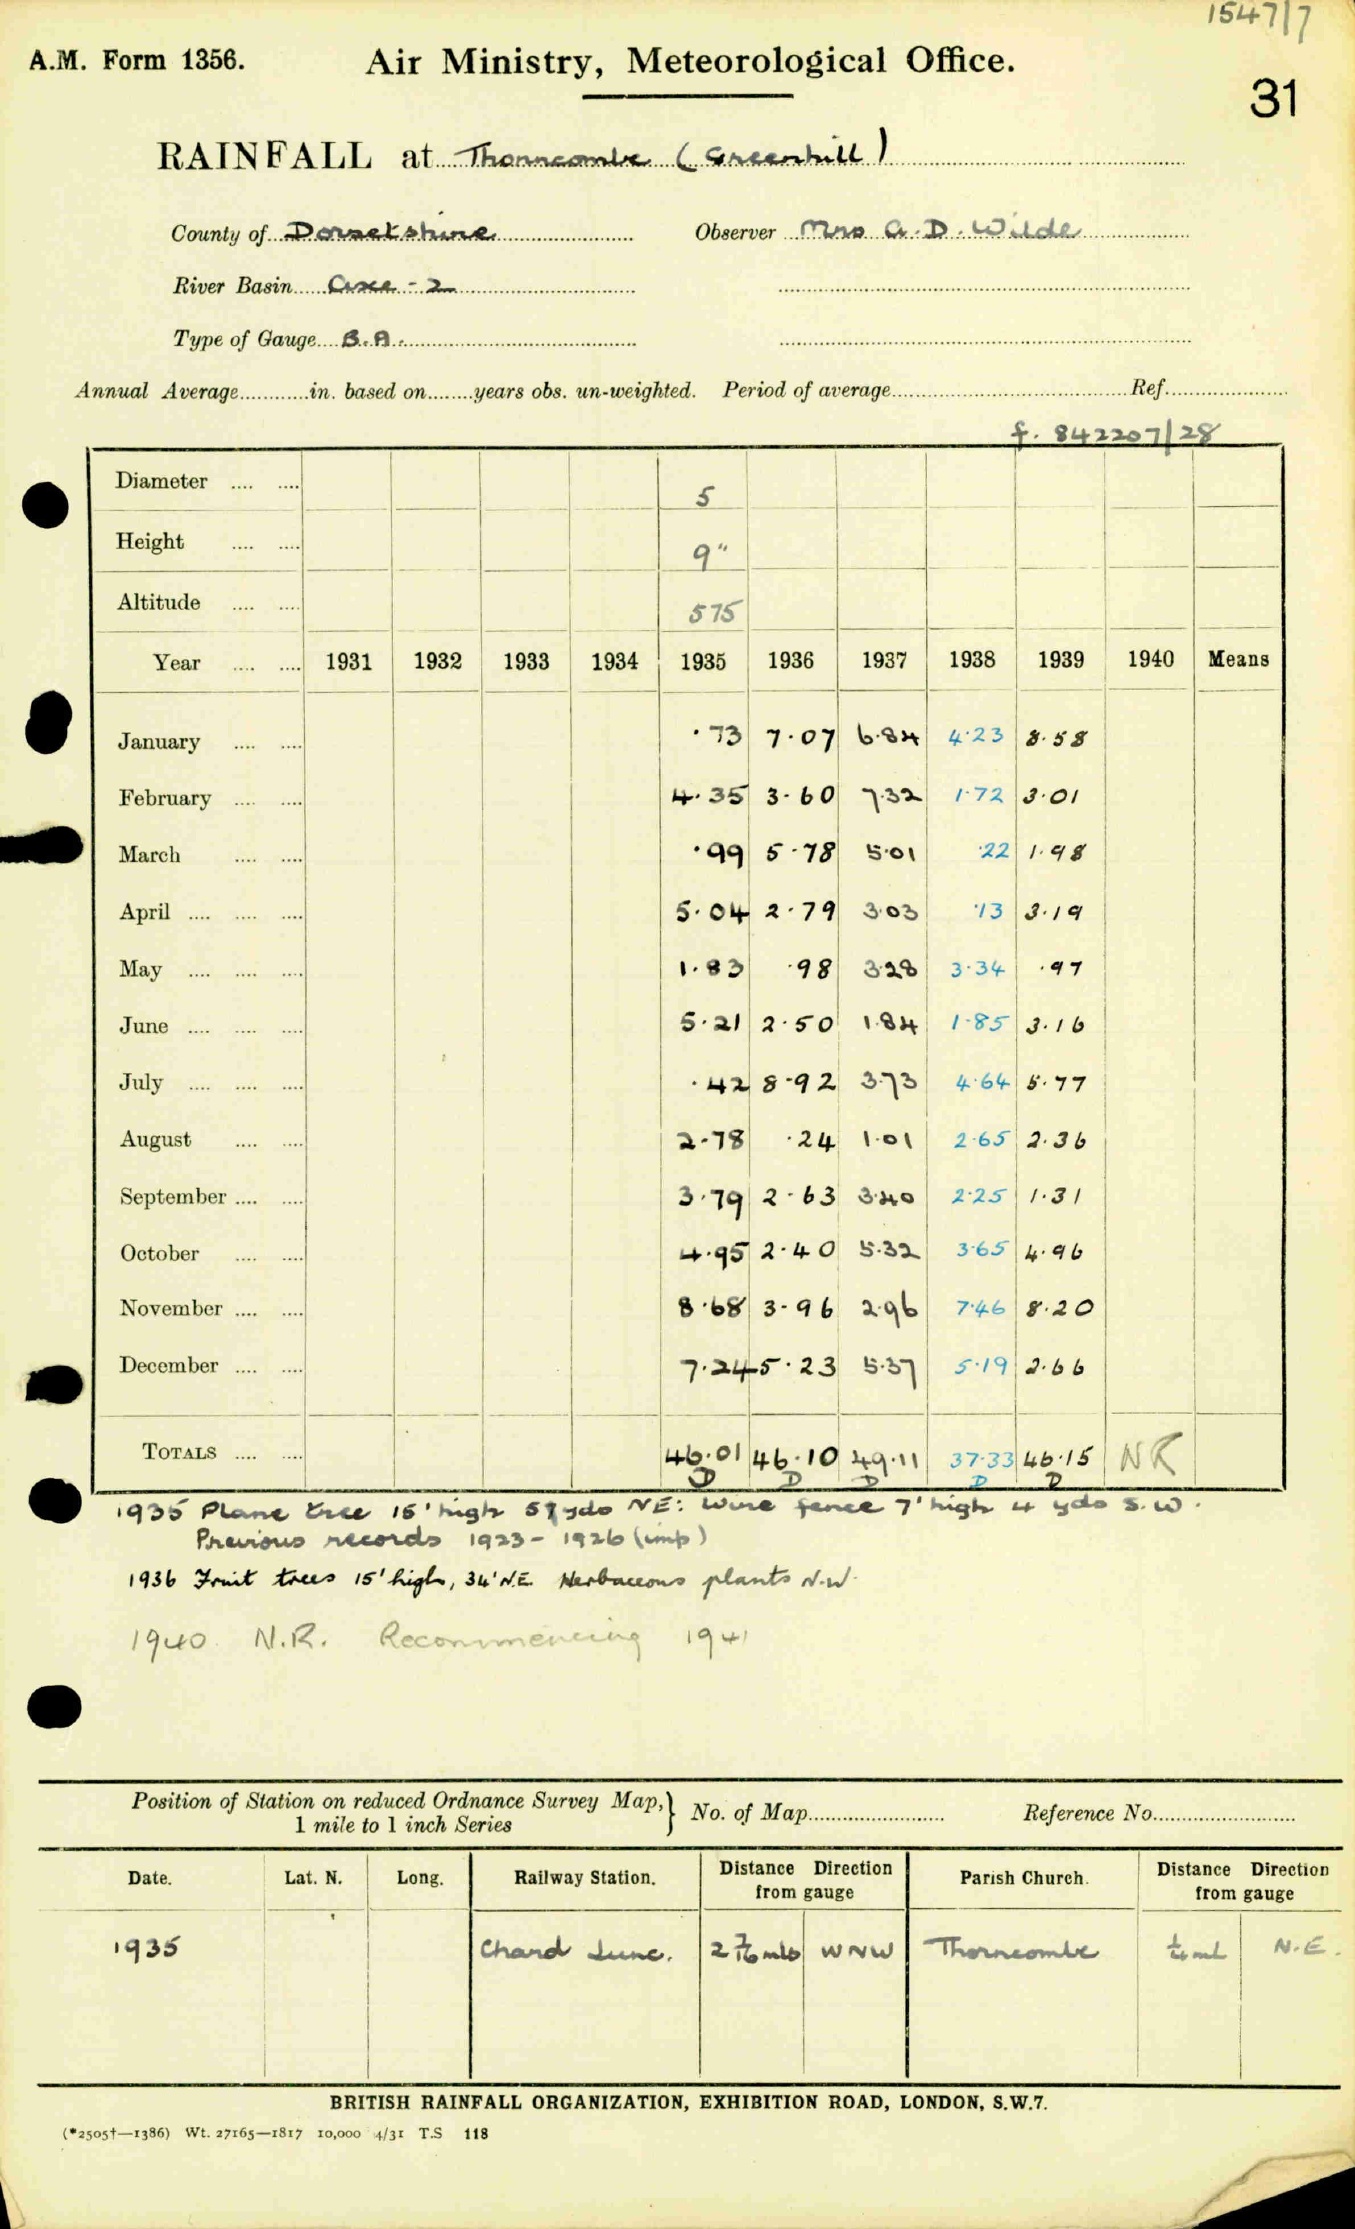 1547/7
A.M. Form 1356. Air Ministry, Meteorological Office.
31
RAINFALL at Thorncombe (Greenhill)
County of Dorsetshire Observer Mrs A. D. Wilde
River Basin Axe - 2
Type of Gauge B.A.
Annual Average in. based on years obs. un-weighted. Period of average Ref.
f. 842207/28
Diameter 5
Height 9"
Altitude 575
Year 1931 1932 1933 1934 1935 1936 1937 1938 1939 1940 Means
January ·73 7·07 6·84 4·23 8·58
February 4·35 3·60 7·32 1·72 3·01
March ·99 5·78 5·01 ·22 1·98
April 5·04 2·79 3·03 ·13 3·19
May 1·83 ·98 3·28 3·34 ·97
June 5·21 2·50 1·84 1·85 3·16
July ·42 8·92 3·73 4·64 5·77
August 2·78 ·24 1·01 2·65 2·36
September 3·79 2·63 3·40 2·25 1·31
October 4·95 2·40 5·32 3·65 4·96
November 8·68 3·96 2·96 7·46 8·20
December 7·24 5·23 5·37 5·19 2·66
TOTALS 46·01 46·10 49·11 37·33 46·15 NR
D D D D D
1935 Plane tree 15' high yds NE: Wire fence 7' high 4 yds S.W.
Previous records 1923 - 1926 (imp)
1936 Fruit trees 15' high, 34' N.E. Herbaceous plants N.W.
1940 N.R. Recommencing 1941
Position of Station on reduced Ordnance Survey Map, } No. of Map Reference No.
1 mile to 1 inch Series
Date. Lat. N. Long. Railway Station. Distance Direction from gauge Parish Church. Distance Direction from gauge
1935 Chard Junc. 2 7/16 mls WNW Thorncombe 1/4 ml N.E.
BRITISH RAINFALL ORGANIZATION, EXHIBITION ROAD, LONDON, S.W.7.
(*2505†—1386) Wt. 27165—1817 10,000 4/31 T.S 118